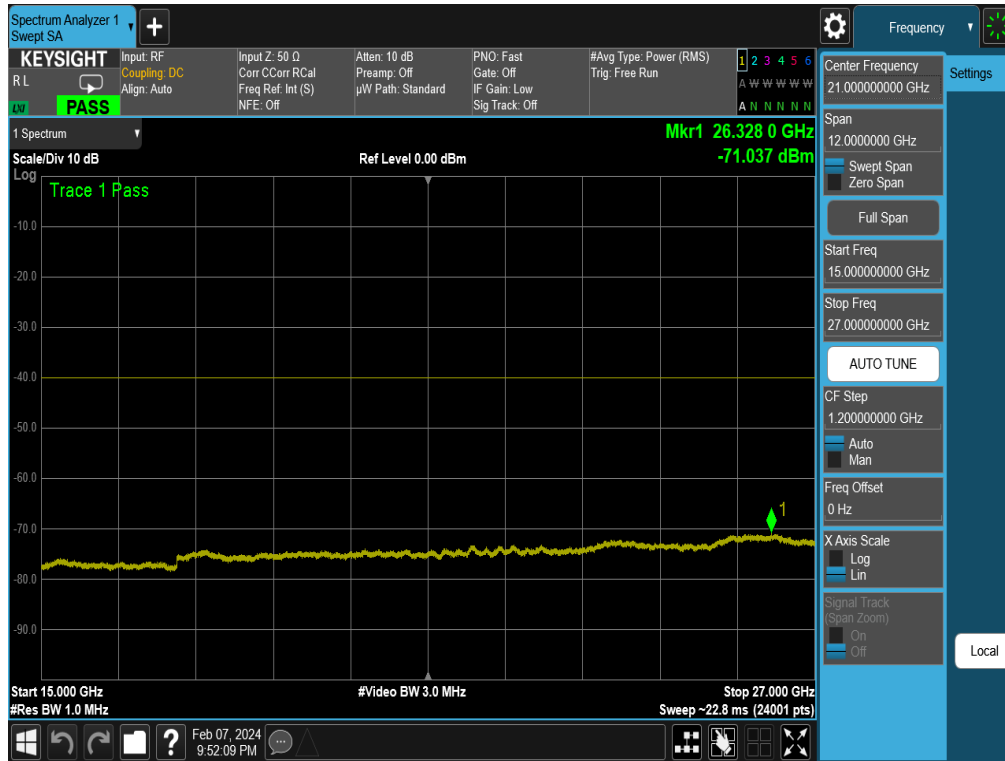 Spectrum Analyzer 1
Swept SA
Frequency
KEYSIGHT
R L
LXI
PASS
Input: RF
Coupling: DC
Align: Auto
Input Z: 50 Ω
Corr CCorr RCal
Freq Ref: Int (S)
NFE: Off
Atten: 10 dB
Preamp: Off
µW Path: Standard
PNO: Fast
Gate: Off
IF Gain: Low
Sig Track: Off
#Avg Type: Power (RMS)
Trig: Free Run
1 2 3 4 5 6
A W W W W W
A N N N N N
1 Spectrum
Scale/Div 10 dB
Log
Ref Level 0.00 dBm
Mkr1 26.328 0 GHz
-71.037 dBm
Trace 1 Pass
-10.0
-20.0
-30.0
-40.0
-50.0
-60.0
-70.0
-80.0
-90.0
1
Start 15.000 GHz
#Res BW 1.0 MHz
#Video BW 3.0 MHz
Stop 27.000 GHz
Sweep ~22.8 ms (24001 pts)
?
Feb 07, 2024
9:52:09 PM
Center Frequency
21.000000000 GHz
Span
12.0000000 GHz
Swept Span
Zero Span
Full Span
Start Freq
15.000000000 GHz
Stop Freq
27.000000000 GHz
AUTO TUNE
CF Step
1.200000000 GHz
Auto
Man
Freq Offset
0 Hz
X Axis Scale
Log
Lin
Signal Track
(Span Zoom)
On
Off
Settings
Local